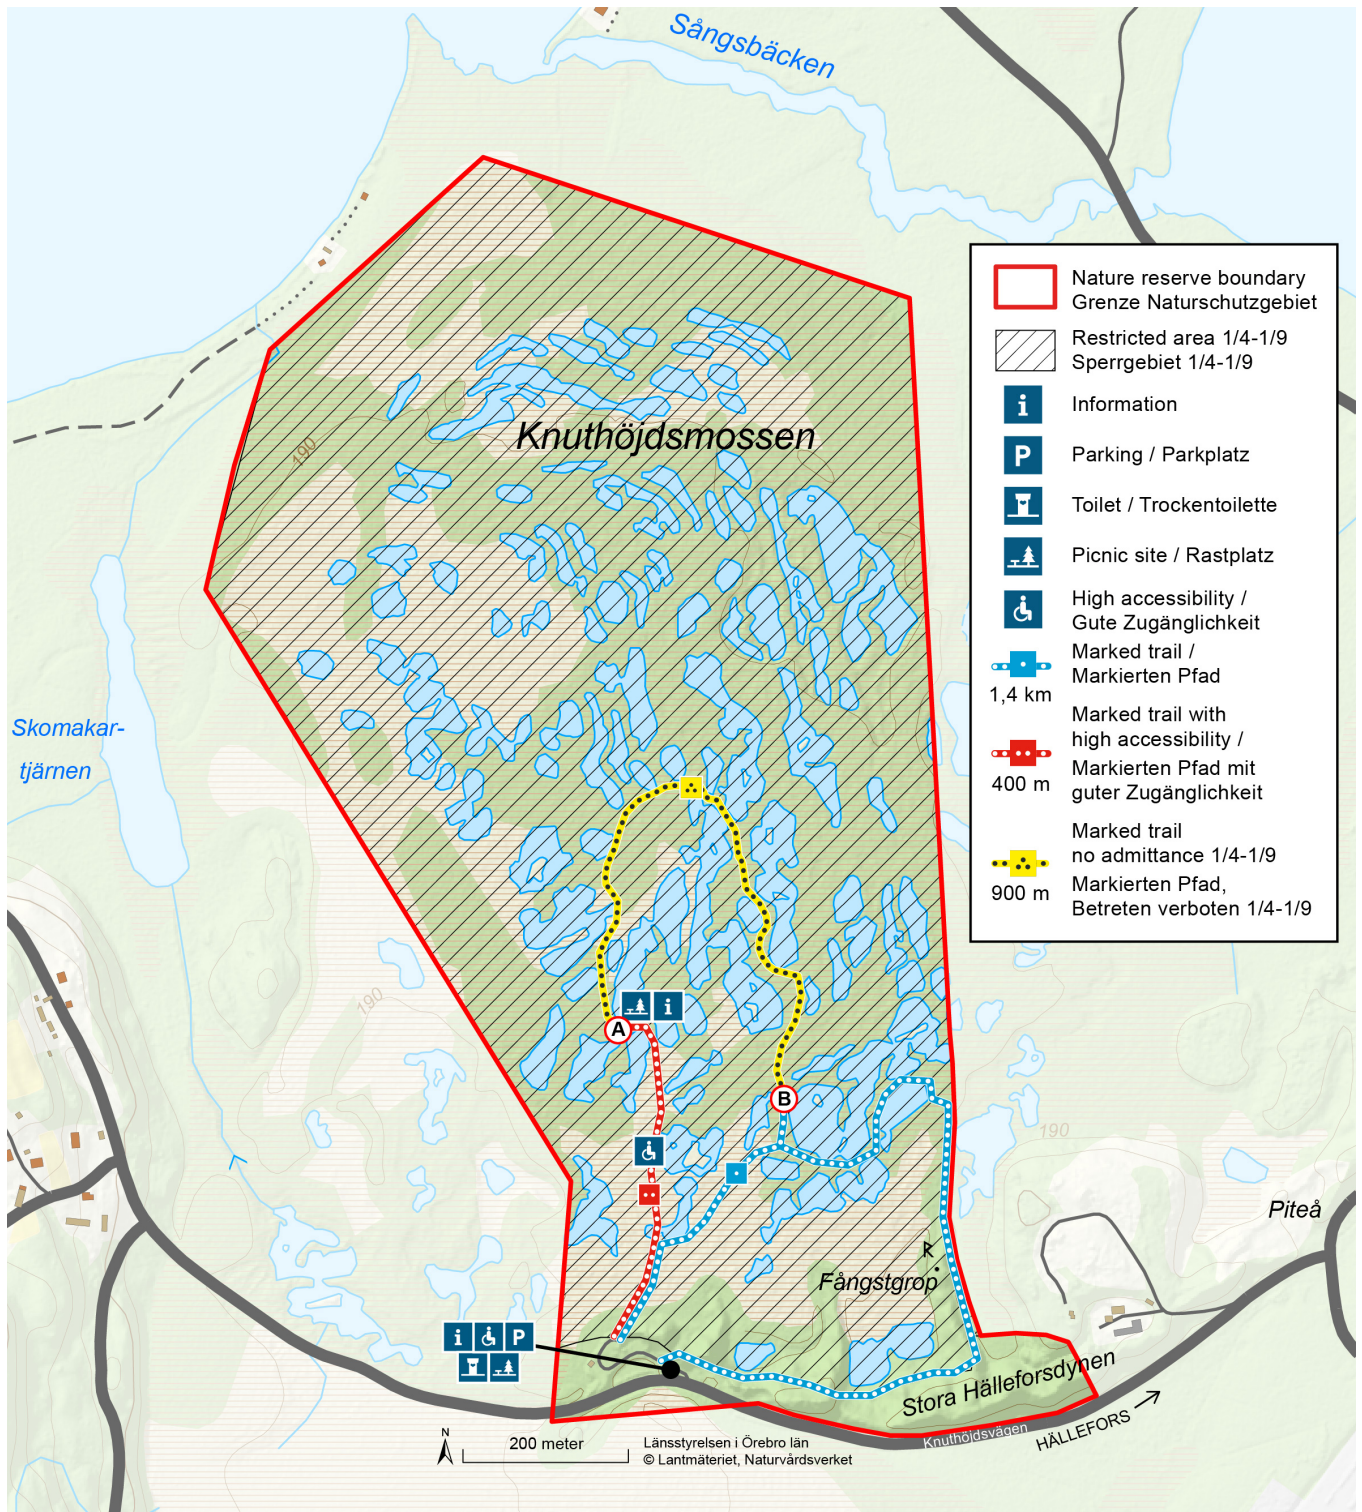 Sångsbäcken
Nature reserve boundary
Grenze Naturschutzgebiet
Restricted area 1/4-1/9
Sperrgebiet 1/4-1/9
i
Information
P
Parking / Parkplatz
Toilet / Trockentoilette
Picnic site / Rastplatz
High accessibility /
Gute Zugänglichkeit
Marked trail /
Markierten Pfad
1,4 km
Marked trail with
high accessibility /
Markierten Pfad mit
guter Zugänglichkeit
400 m
Marked trail
no admittance 1/4-1/9
Markierten Pfad,
Betreten verboten 1/4-1/9
900 m
Knuthöjdsmossen
190
Skomakar-
tjärnen
190
i
A
B
190
Piteå
R
Fångstgrop
i P
Stora Hälleforsdynen
Knuthöjdsvägen
HÄLLEFORS
N
200 meter
Länsstyrelsen i Örebro län
© Lantmäteriet, Naturvårdsverket